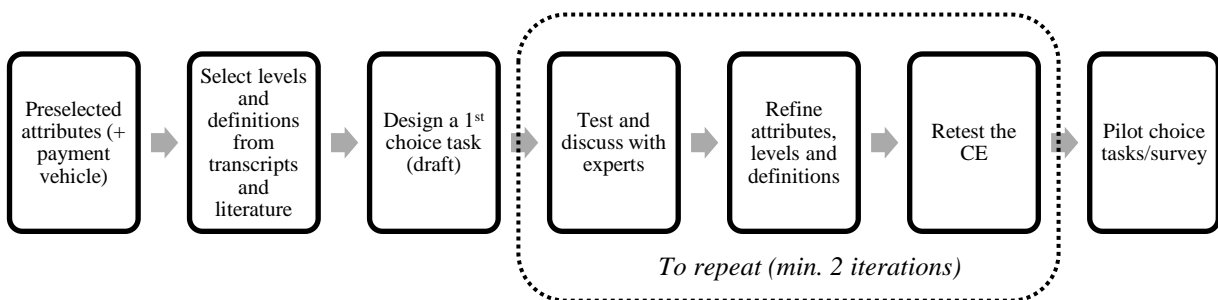 Preselected
attributes (+
payment
vehicle)
Select levels
and
definitions
from
transcripts
and
literature
Design a 1st
choice task
(draft)
Test and
discuss with
experts
Refine
attributes,
levels and
definitions
Retest the
CE
Pilot choice
tasks/survey
To repeat (min. 2 iterations)